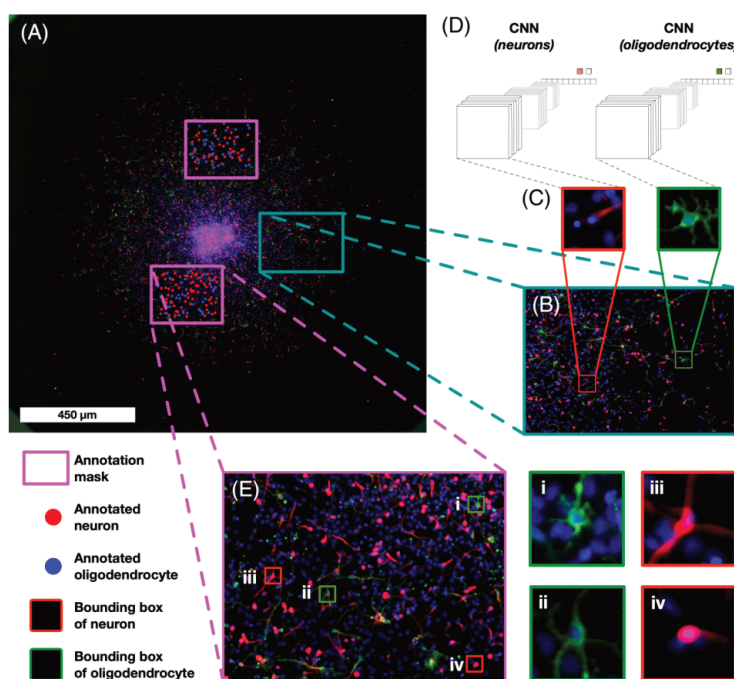 (A)
(D)
CNN
(neurons)
CNN
(oligodendrocytes)
(C)
(B)
450 µm
Annotation
mask
Annotated
neuron
Annotated
oligodendrocyte
Bounding box
of neuron
Bounding box
of oligodendrocyte
(E)
i
ii
iii
iv
i
iii
ii
iv